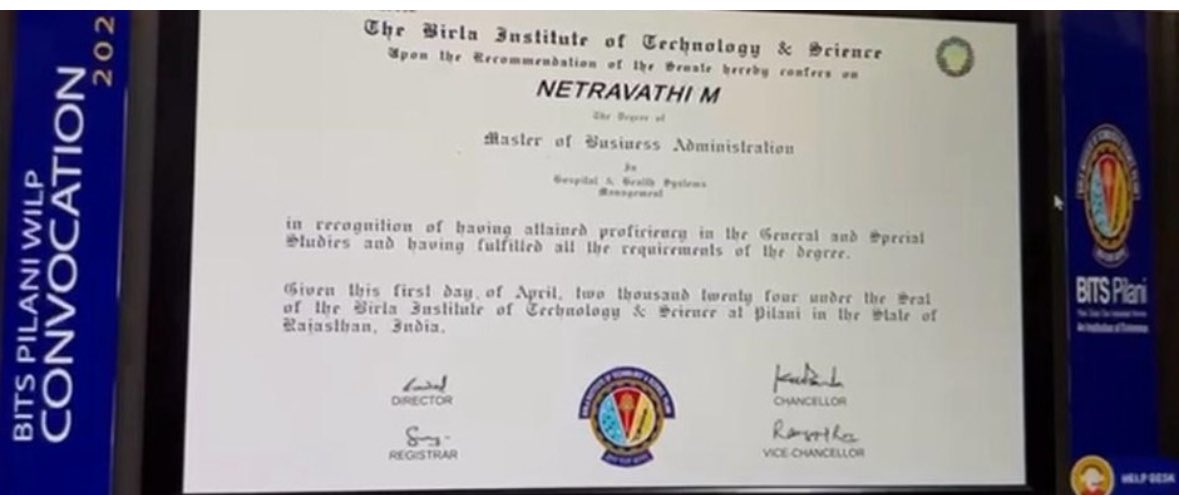 BITS PILANI WILP
CONVOCATION
202
The Birla Institute of Technology & Science
Upon the Recommendation of the Senate hereby confers on
NETRAVATHI M
The Degree of
Master of Business Administration
In
Hospital & Health Systems
Management
in recognition of having attained proficiency in the General and Special
Studies and having fulfilled all the requirements of the degree.
Given this first day of April, two thousand twenty four under the Seal
of the Birla Institute of Technology & Science at Pilani in the State of
Rajasthan, India.
DIRECTOR
CHANCELLOR
REGISTRAR
VICE-CHANCELLOR
BITS Pilani
An Institution of Eminence
HELP DESK